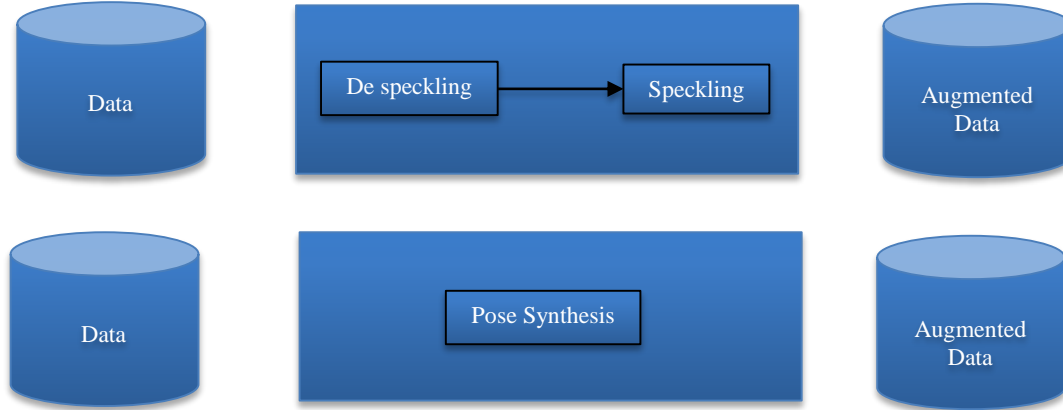 Data
De speckling
Speckling
Augmented
Data
Data
Pose Synthesis
Augmented
Data